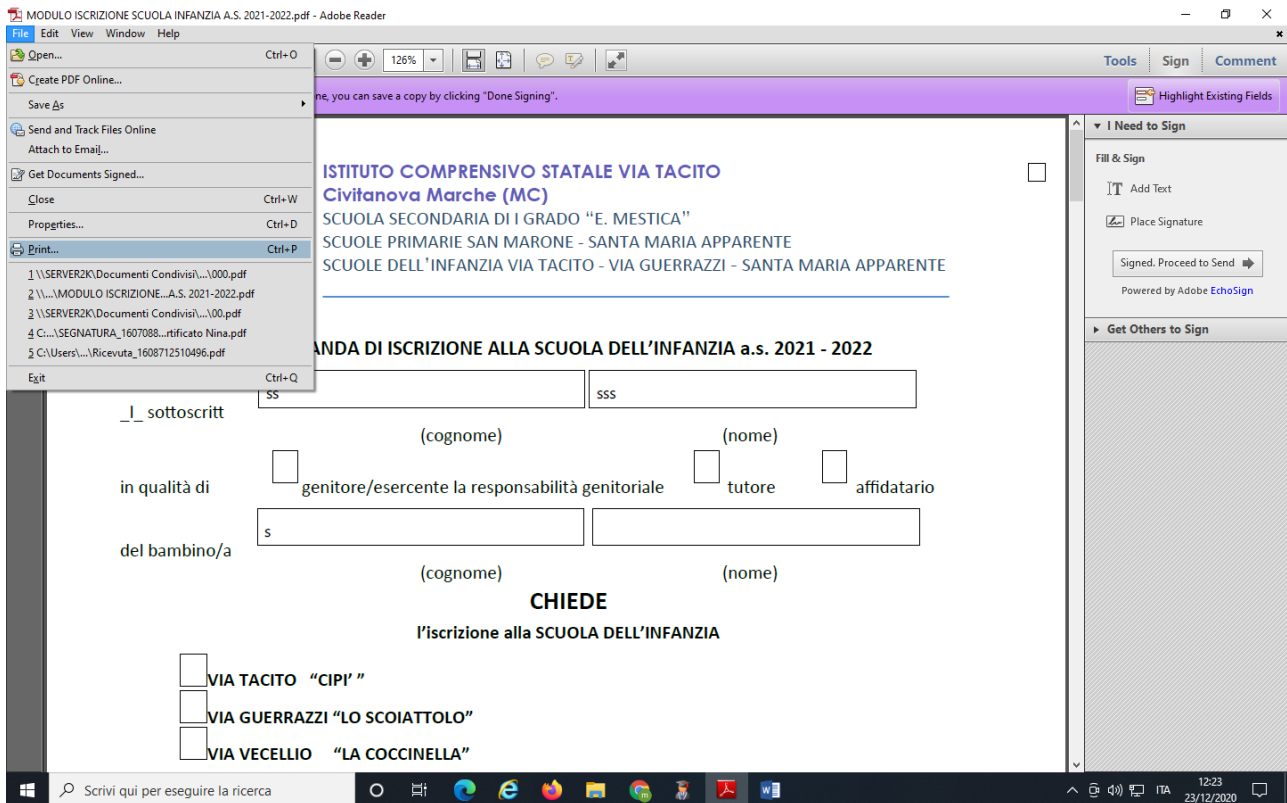 MODULO ISCRIZIONE SCUOLA INFANZIA A.S. 2021-2022.pdf - Adobe Reader
File Edit View Window Help
Open... Ctrl+O
Create PDF Online...
Save As
Send and Track Files Online
Attach to Email...
Get Documents Signed...
Close Ctrl+W
Properties... Ctrl+D
Print... Ctrl+P
1 \\SERVER2K\Documenti Condivisi\...\000.pdf
2 \\...\MODULO ISCRIZIONE...A.S. 2021-2022.pdf
3 \\SERVER2K\Documenti Condivisi\...\00.pdf
4 C:...\SEGNATURA_1607088...rtificato Nina.pdf
5 C:\Users\...\Ricevuta_1608712510496.pdf
Exit Ctrl+Q
126%
Tools Sign Comment
ne, you can save a copy by clicking "Done Signing".
Highlight Existing Fields
I Need to Sign
Fill & Sign
Add Text
Place Signature
Signed. Proceed to Send
Powered by Adobe EchoSign
Get Others to Sign
ISTITUTO COMPRENSIVO STATALE VIA TACITO
Civitanova Marche (MC)
SCUOLA SECONDARIA DI I GRADO “E. MESTICA”
SCUOLE PRIMARIE SAN MARONE - SANTA MARIA APPARENTE
SCUOLE DELL’INFANZIA VIA TACITO - VIA GUERRAZZI - SANTA MARIA APPARENTE
ANDA DI ISCRIZIONE ALLA SCUOLA DELL’INFANZIA a.s. 2021 - 2022
ss sss
_l_ sottoscritt
(cognome) (nome)
in qualità di genitore/esercente la responsabilità genitoriale tutore affidatario
s
del bambino/a
(cognome) (nome)
CHIEDE
l’iscrizione alla SCUOLA DELL’INFANZIA
VIA TACITO “CIPI’ ”
VIA GUERRAZZI “LO SCOIATTOLO”
VIA VECELLIO “LA COCCINELLA”
Scrivi qui per eseguire la ricerca
ITA
12:23
23/12/2020